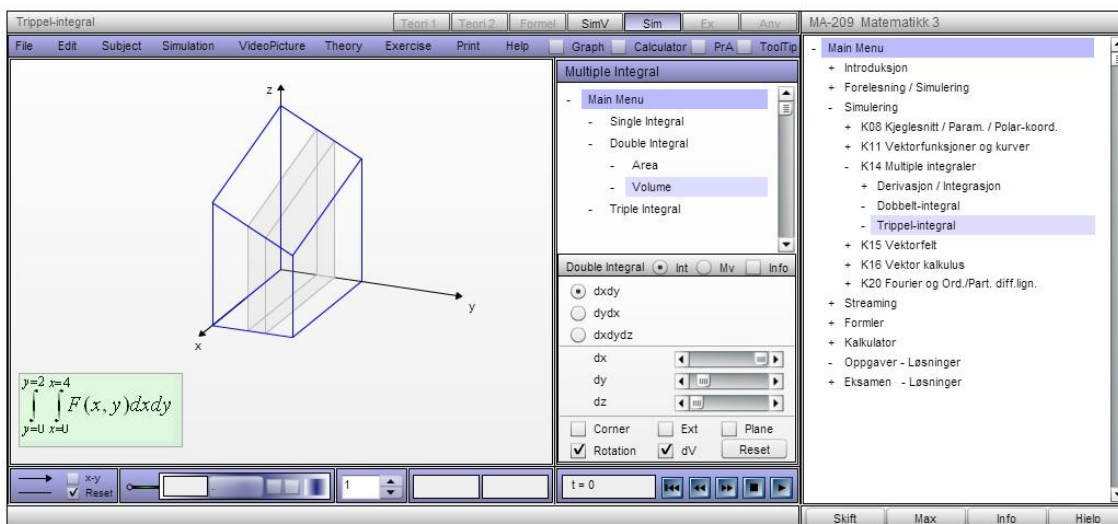 Trippel-integral
Teori 1 Teori 2 Formel SimV Sim Ex Anv
MA-209 Matematikk 3
File Edit Subject Simulation VideoPicture Theory Exercise Print Help Graph Calculator PrA ToolTip
z
y
x
y=2 x=4
∫ ∫ F(x, y)dxdy
y=0 x=0
Multiple Integral
- Main Menu
- Single Integral
- Double Integral
- Area
- Volume
- Triple Integral
Double Integral Int Mv Info
dxdy
dydx
dxdydz
dx
dy
dz
Corner Ext Plane
Rotation dV Reset
x-y
Reset
1
t = 0
- Main Menu
+ Introduksjon
+ Forelesning / Simulering
- Simulering
+ K08 Kjeglesnitt / Param. / Polar-koord.
+ K11 Vektorfunksjoner og kurver
- K14 Multiple integraler
+ Derivasjon / Integrasjon
- Dobbelt-integral
- Trippel-integral
+ K15 Vektorfelt
+ K16 Vektor kalkulus
+ K20 Fourier og Ord./Part. diff.lign.
+ Streaming
+ Formler
+ Kalkulator
- Oppgaver - Løsninger
+ Eksamen - Løsninger
Skift Max Info Hjelp